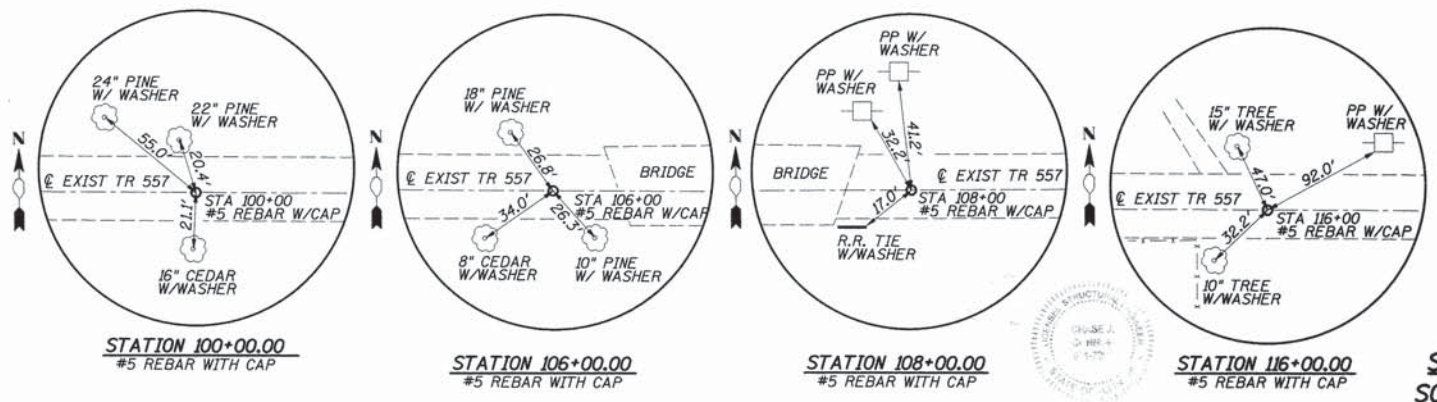 24" PINE
W/ WASHER
22" PINE
W/ WASHER
55.0'
20.4'
N
℄ EXIST TR 557
STA 100+00
#5 REBAR W/CAP
21.1'
16" CEDAR
W/WASHER
STATION 100+00.00
#5 REBAR WITH CAP
18" PINE
W/ WASHER
26.8'
BRIDGE
N
℄ EXIST TR 557
STA 106+00
#5 REBAR W/CAP
34.0'
26.3'
8" CEDAR
W/WASHER
10" PINE
W/ WASHER
STATION 106+00.00
#5 REBAR WITH CAP
PP W/
WASHER
PP W/
WASHER
41.2'
32.2'
N
BRIDGE
℄ EXIST TR 557
STA 108+00
#5 REBAR W/CAP
17.0'
R.R. TIE
W/WASHER
STATION 108+00.00
#5 REBAR WITH CAP
15" TREE
W/ WASHER
PP W/
WASHER
47.0'
92.0'
N
℄ EXIST TR 557
STA 116+00
#5 REBAR W/CAP
32.2'
10" TREE
W/WASHER
STATION 116+00.00
#5 REBAR WITH CAP
LICENSED STRUCTURAL
CHASE J.
STATE OF